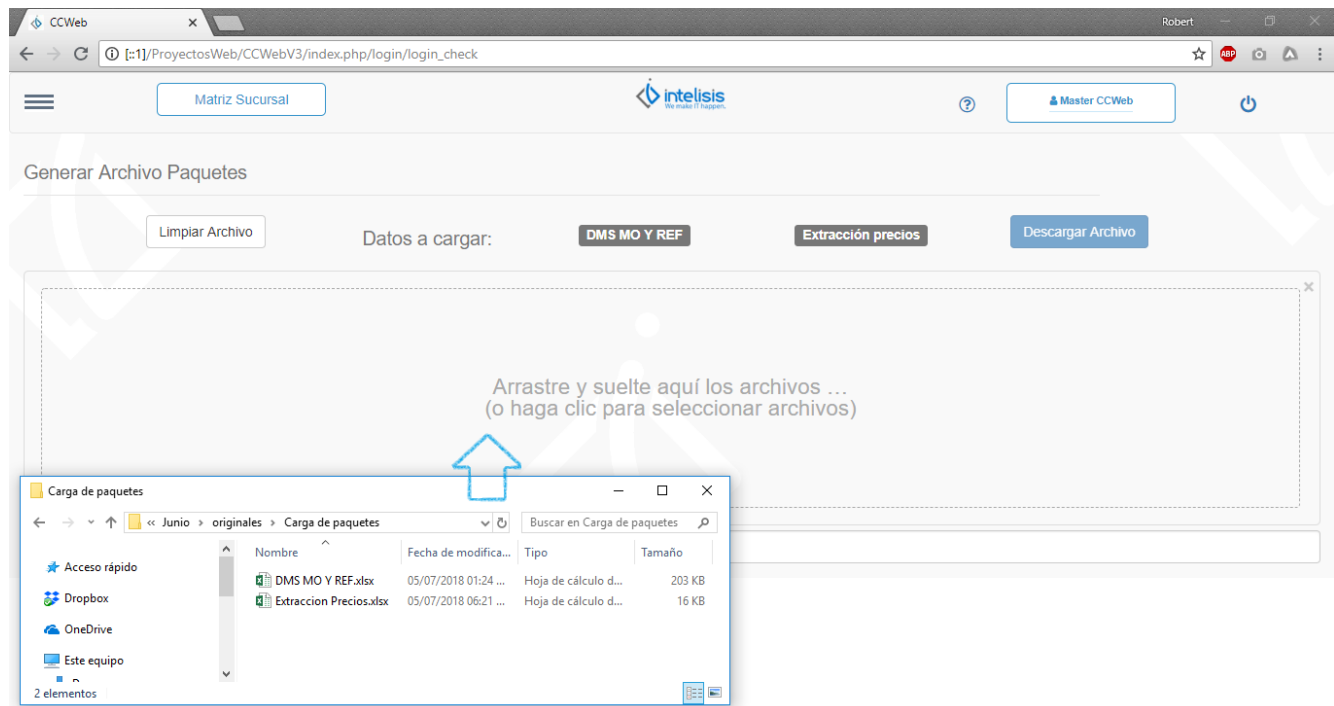 CCWeb
Robert
[::1]/ProyectosWeb/CCWebV3/index.php/login/login_check
ABP
Matriz Sucursal
intelisis
We make IT happen.
Master CCWeb
Generar Archivo Paquetes
Limpiar Archivo
Datos a cargar:
DMS MO Y REF
Extracción precios
Descargar Archivo
Arrastre y suelte aquí los archivos …
(o haga clic para seleccionar archivos)
Carga de paquetes
« Junio › originales › Carga de paquetes
Buscar en Carga de paquetes
Nombre Fecha de modifica... Tipo Tamaño
Acceso rápido
DMS MO Y REF.xlsx 05/07/2018 01:24 ... Hoja de cálculo d... 203 KB
Dropbox
Extraccion Precios.xlsx 05/07/2018 06:21 ... Hoja de cálculo d... 16 KB
OneDrive
Este equipo
2 elementos